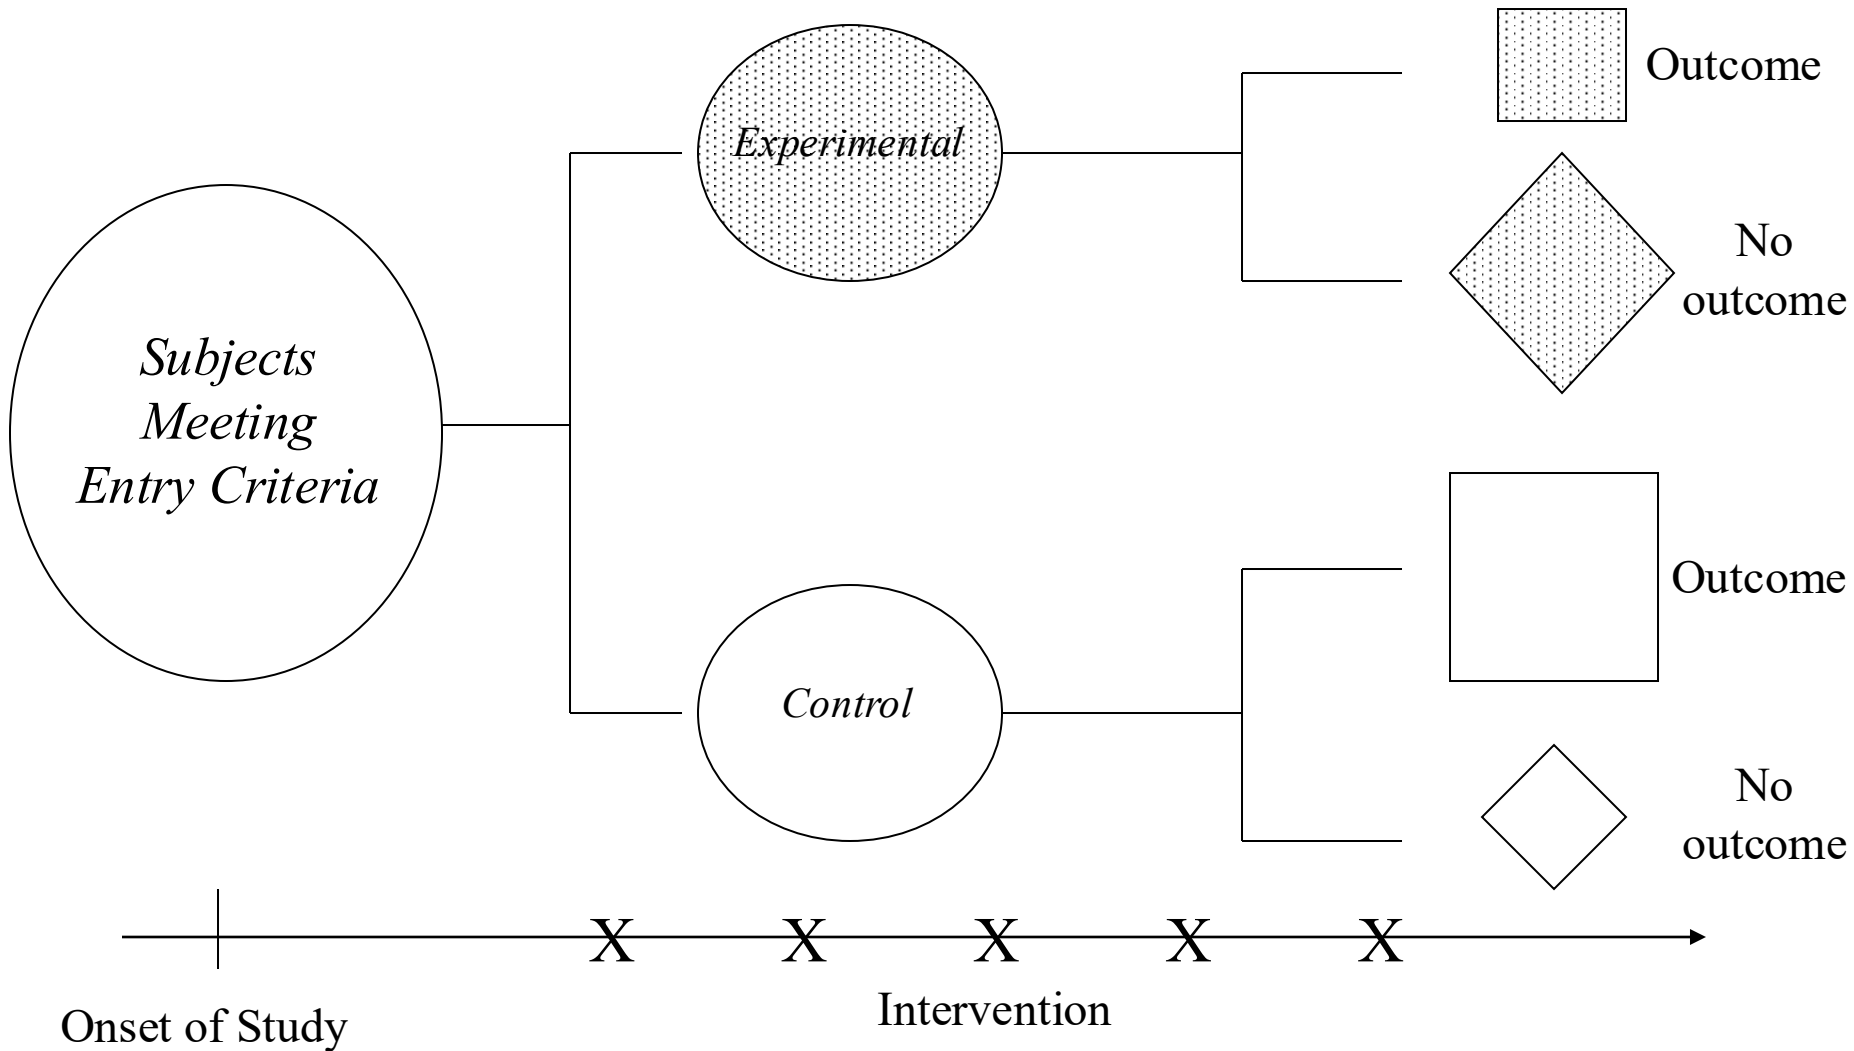 Outcome
Experimental
No
outcome
Subjects
Meeting
Entry Criteria
Outcome
Control
No
outcome
X X X X X
Intervention
Onset of Study